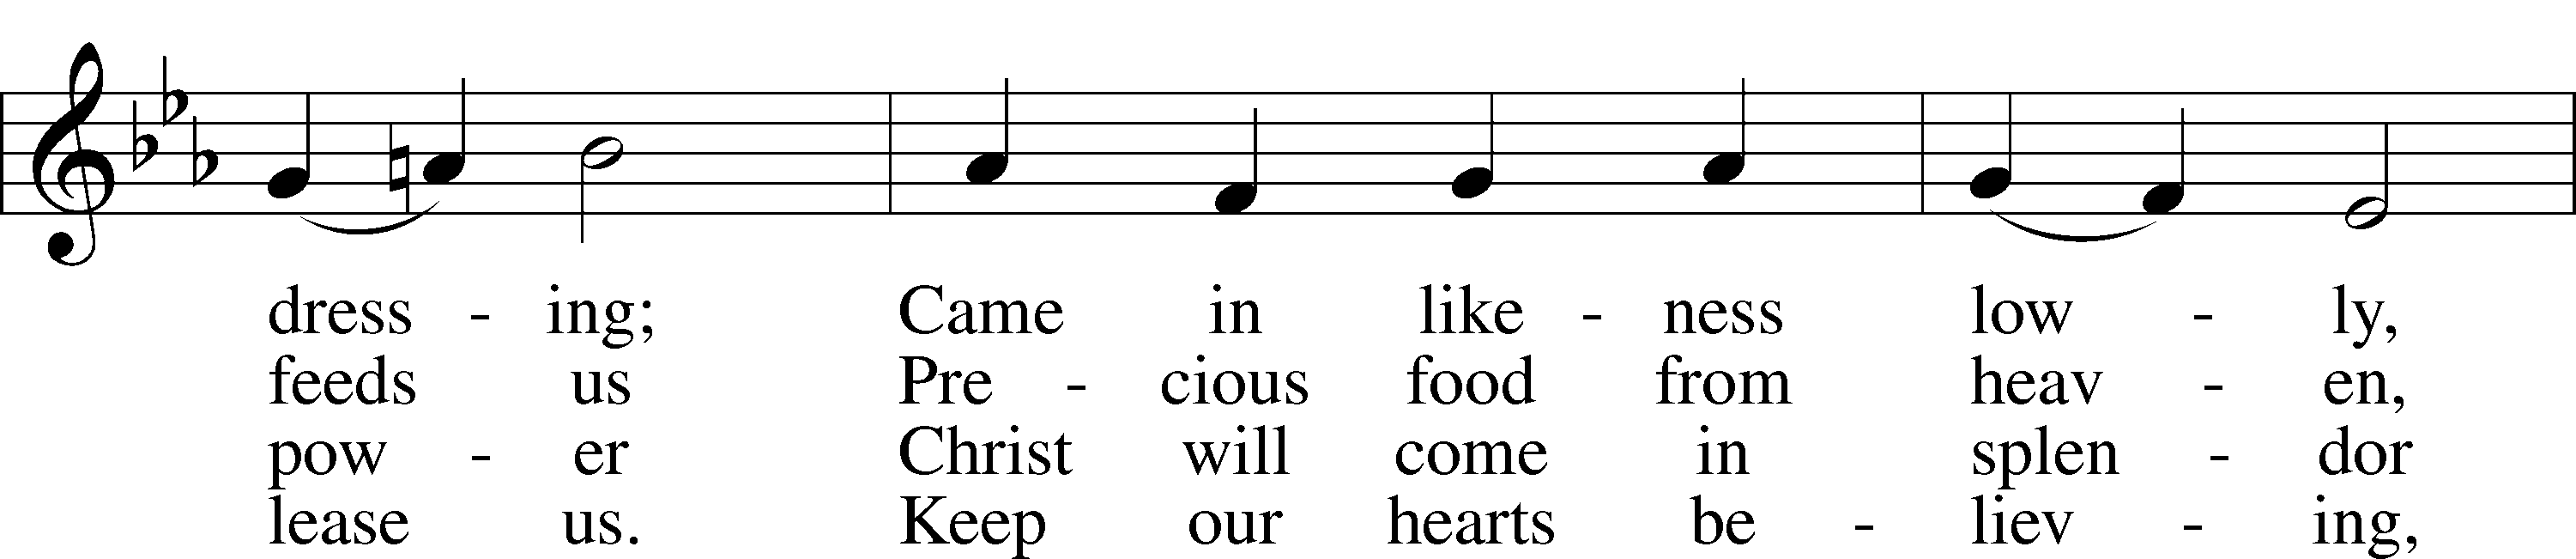 dress - ing; Came in like - ness low - ly,
feeds us Pre - cious food from heav - en,
pow - er Christ will come in splen - dor
lease us. Keep our hearts be - liev - ing,